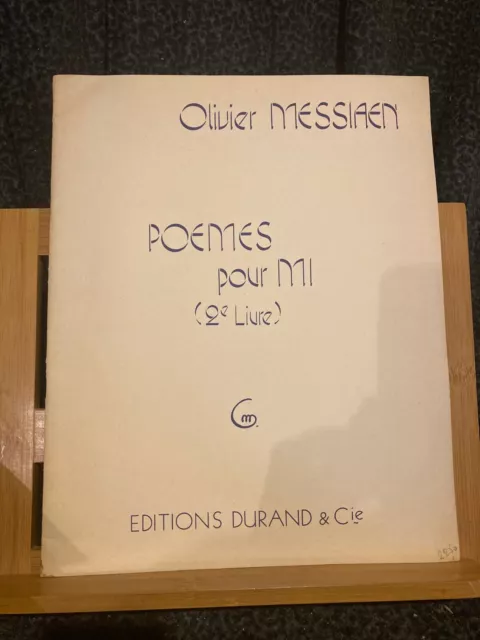 Olivier MESSIAEN
POEMES
pour MI
(2e Livre)
EDITIONS DURAND & Cie